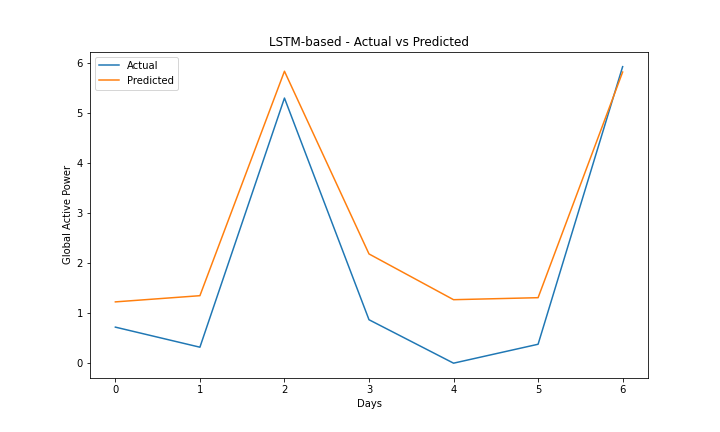 LSTM-based - Actual vs Predicted
Actual
Predicted
Global Active Power
6
5
4
3
2
1
0
0 1 2 3 4 5 6
Days